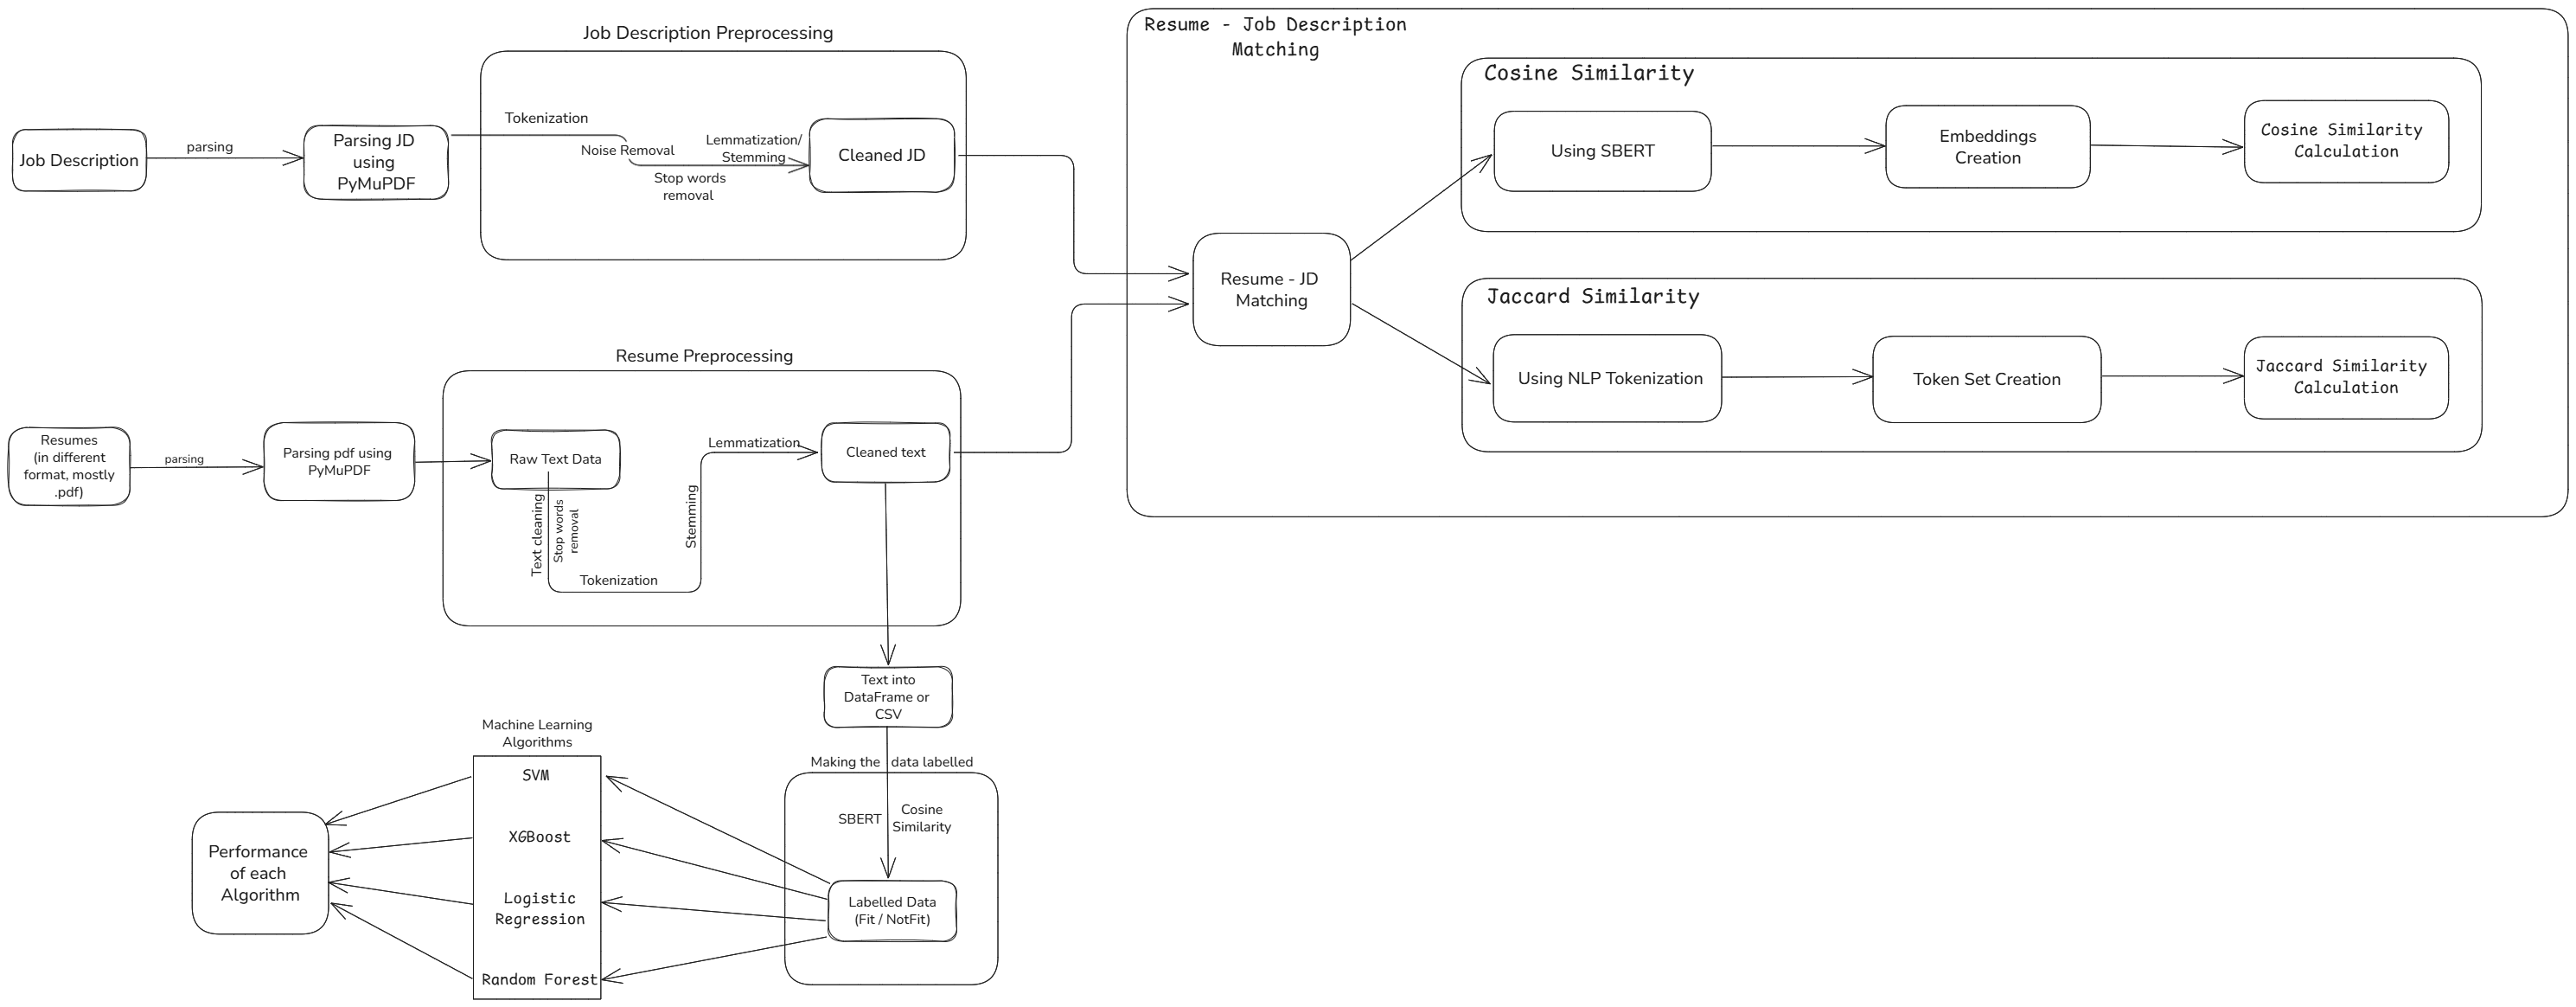 Job Description Preprocessing
Job Description
parsing
Parsing JD
using
PyMuPDF
Tokenization
Noise Removal
Lemmatization/
Stemming
Stop words
removal
Cleaned JD
Resume - Job Description
Matching
Resume - JD
Matching
Cosine Similarity
Using SBERT
Embeddings
Creation
Cosine Similarity
Calculation
Jaccard Similarity
Using NLP Tokenization
Token Set Creation
Jaccard Similarity
Calculation
Resume Preprocessing
Resumes
(in different
format, mostly
.pdf)
parsing
Parsing pdf using
PyMuPDF
Raw Text Data
Text cleaning
Stop words
removal
Tokenization
Stemming
Lemmatization
Cleaned text
Text into
DataFrame or
CSV
Making the data labelled
SBERT
Cosine
Similarity
Labelled Data
(Fit / NotFit)
Machine Learning
Algorithms
SVM
XGBoost
Logistic
Regression
Random Forest
Performance
of each
Algorithm